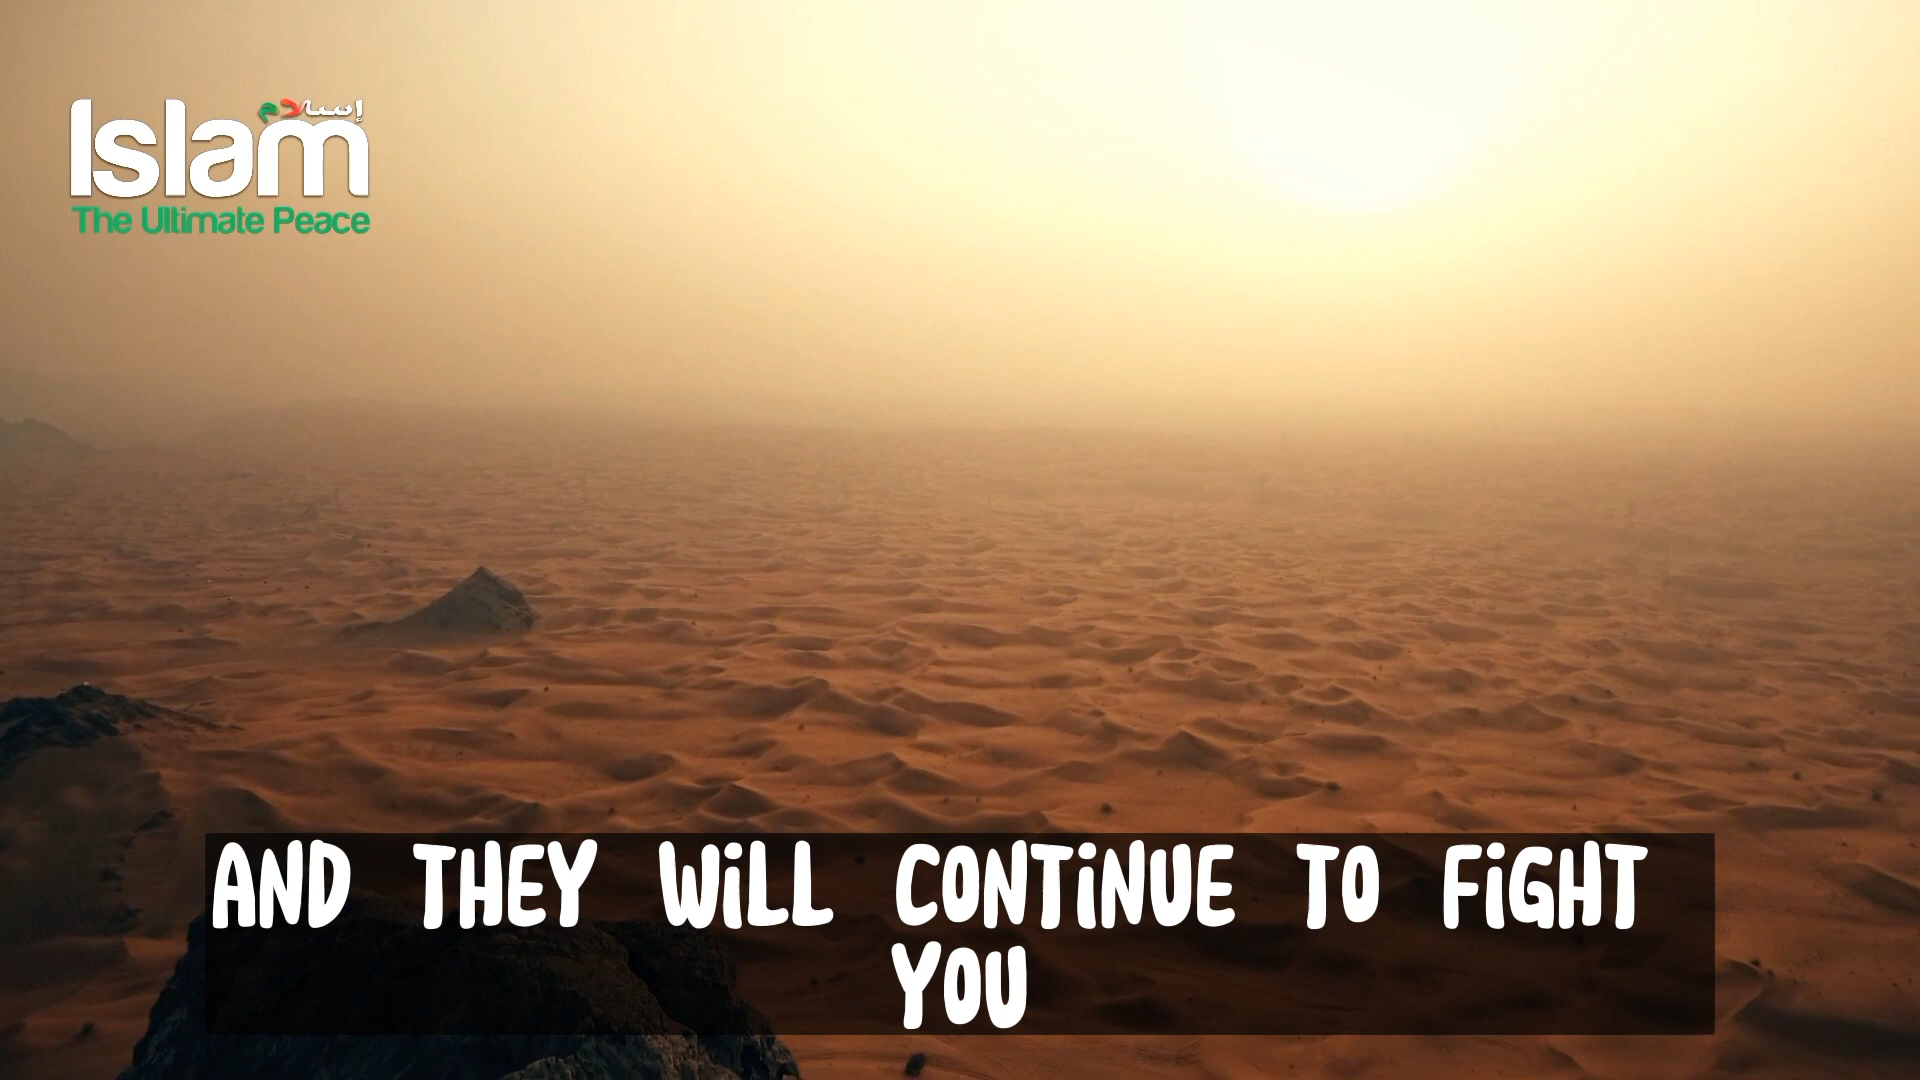 إسلام
Islam
The Ultimate Peace
AND THEY WiLL CONTiNUE TO FiGHT
YOU